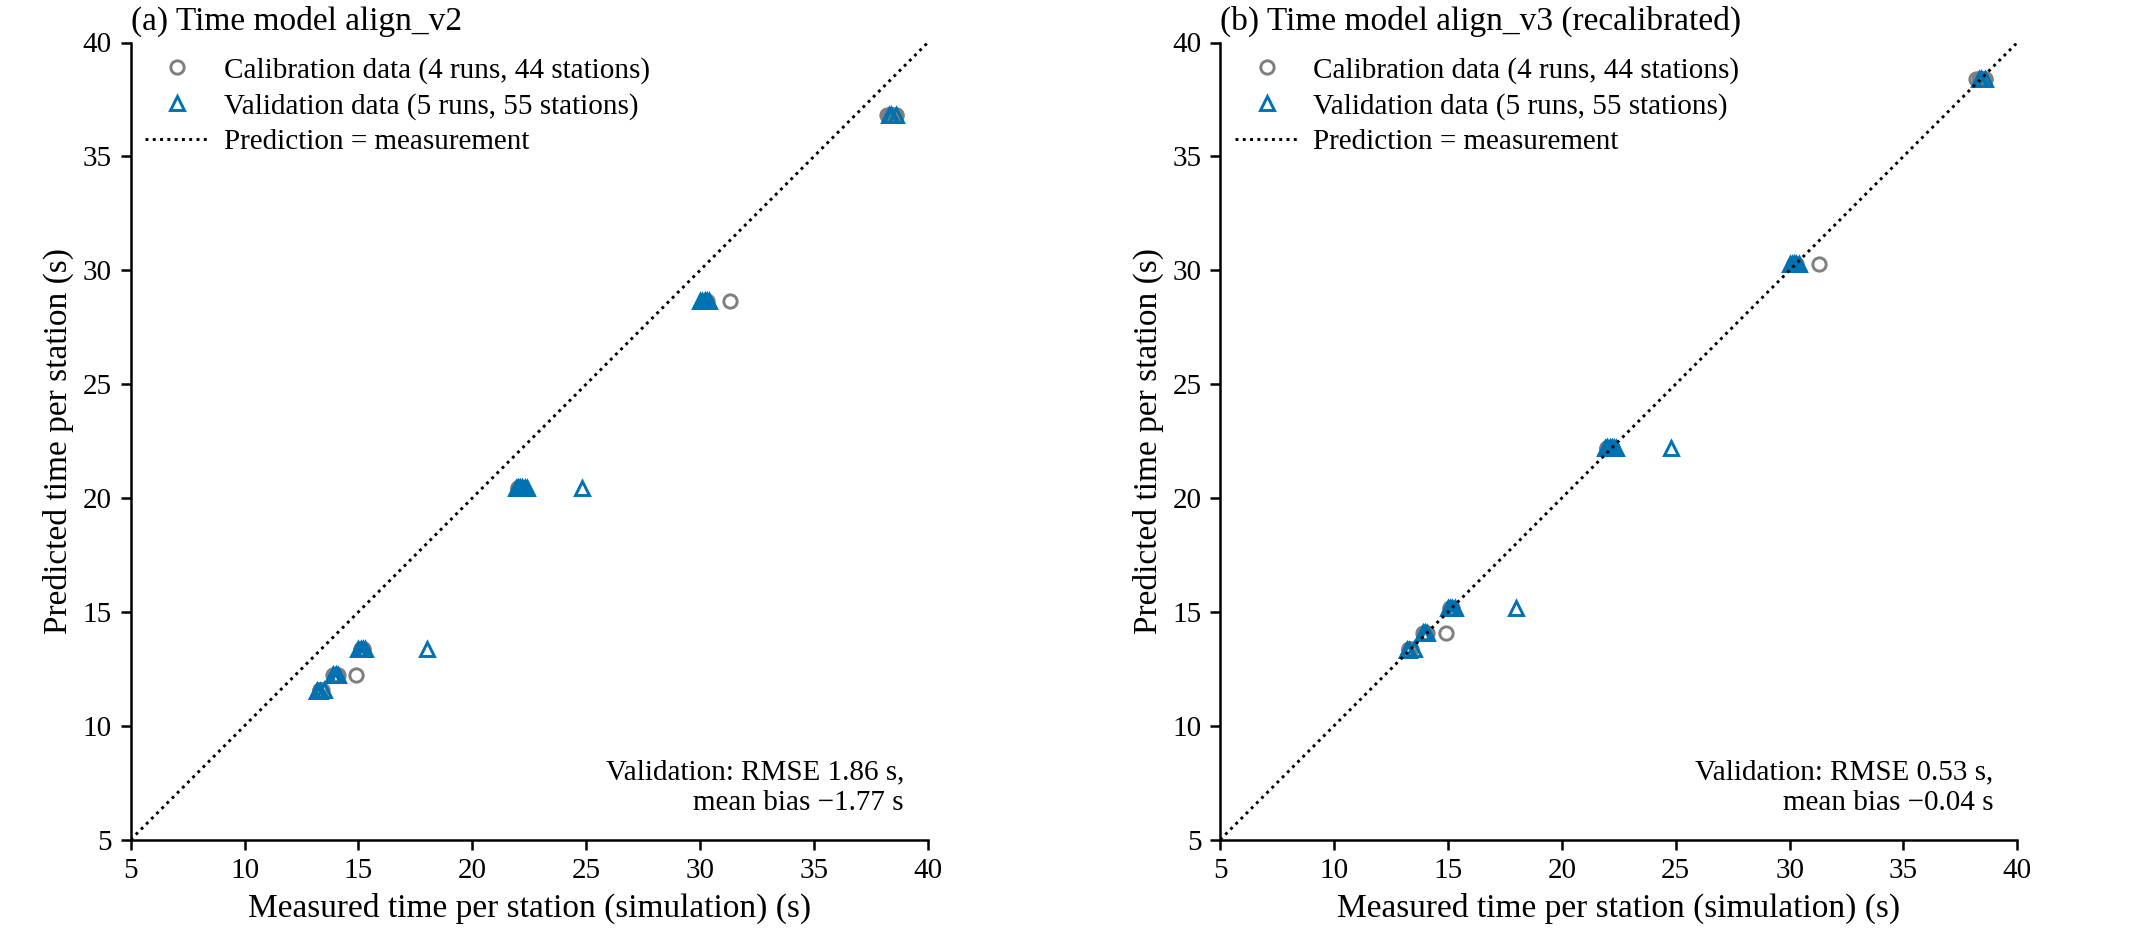 (a) Time model align_v2
Calibration data (4 runs, 44 stations)
Validation data (5 runs, 55 stations)
Prediction = measurement
40
35
30
25
20
15
10
5
Predicted time per station (s)
Validation: RMSE 1.86 s,
mean bias −1.77 s
5 10 15 20 25 30 35 40
Measured time per station (simulation) (s)
(b) Time model align_v3 (recalibrated)
Calibration data (4 runs, 44 stations)
Validation data (5 runs, 55 stations)
Prediction = measurement
40
35
30
25
20
15
10
5
Predicted time per station (s)
Validation: RMSE 0.53 s,
mean bias −0.04 s
5 10 15 20 25 30 35 40
Measured time per station (simulation) (s)